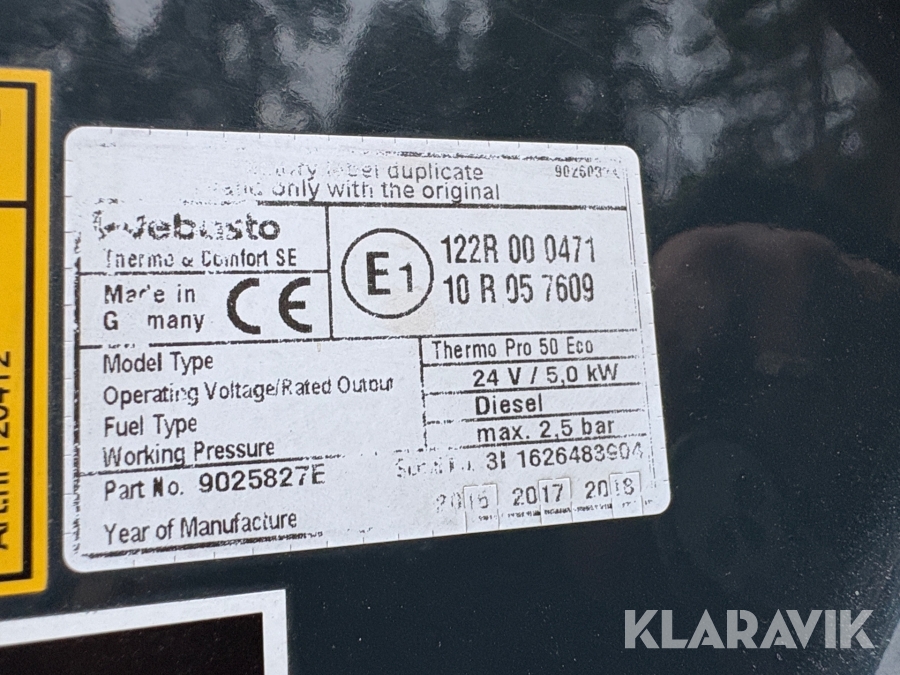 label duplicate
only with the original
Webasto
Thermo & Comfort SE
Made in
Germany
CE
E1
122R 00 0471
10 R 05 7609
Model Type
Thermo Pro 50 Eco
Operating Voltage/Rated Output
24 V / 5,0 kW
Fuel Type
Diesel
Working Pressure
max. 2,5 bar
Part No. 9025827E
3I 1626483904
Year of Manufacture
2016 2017 2018
KLARAVIK